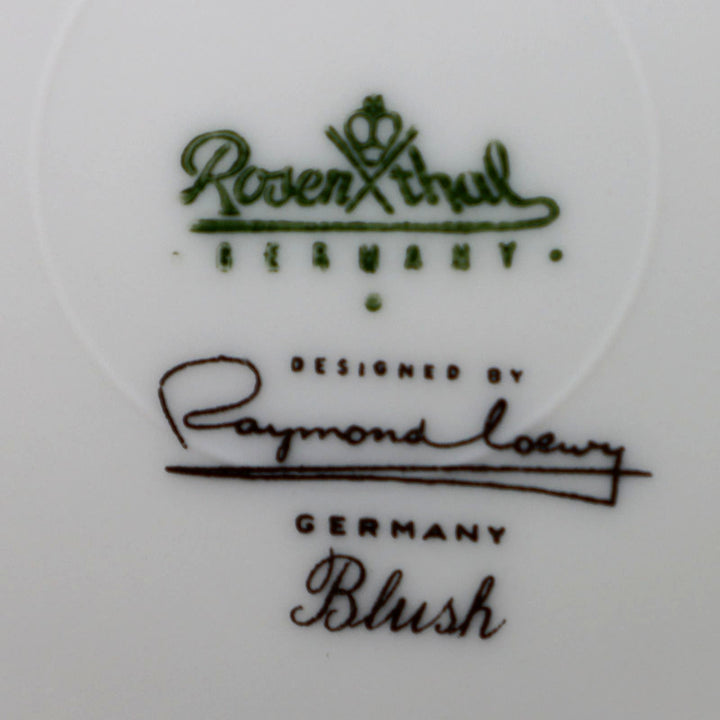 Rosenthal
GERMANY
DESIGNED BY
Raymond Loewy
GERMANY
Blush